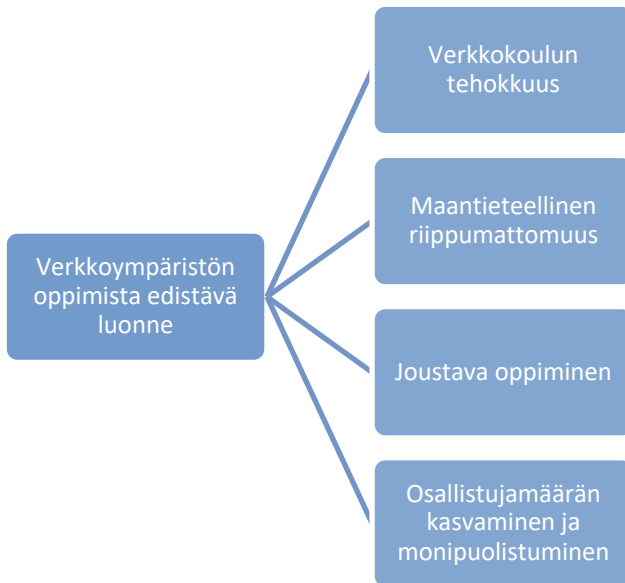 Verkkokoulun
tehokkuus
Maantieteellinen
riippumattomuus
Verkkoympäristön
oppimista edistävä
luonne
Joustava oppiminen
Osallistujamäärän
kasvaminen ja
monipuolistuminen